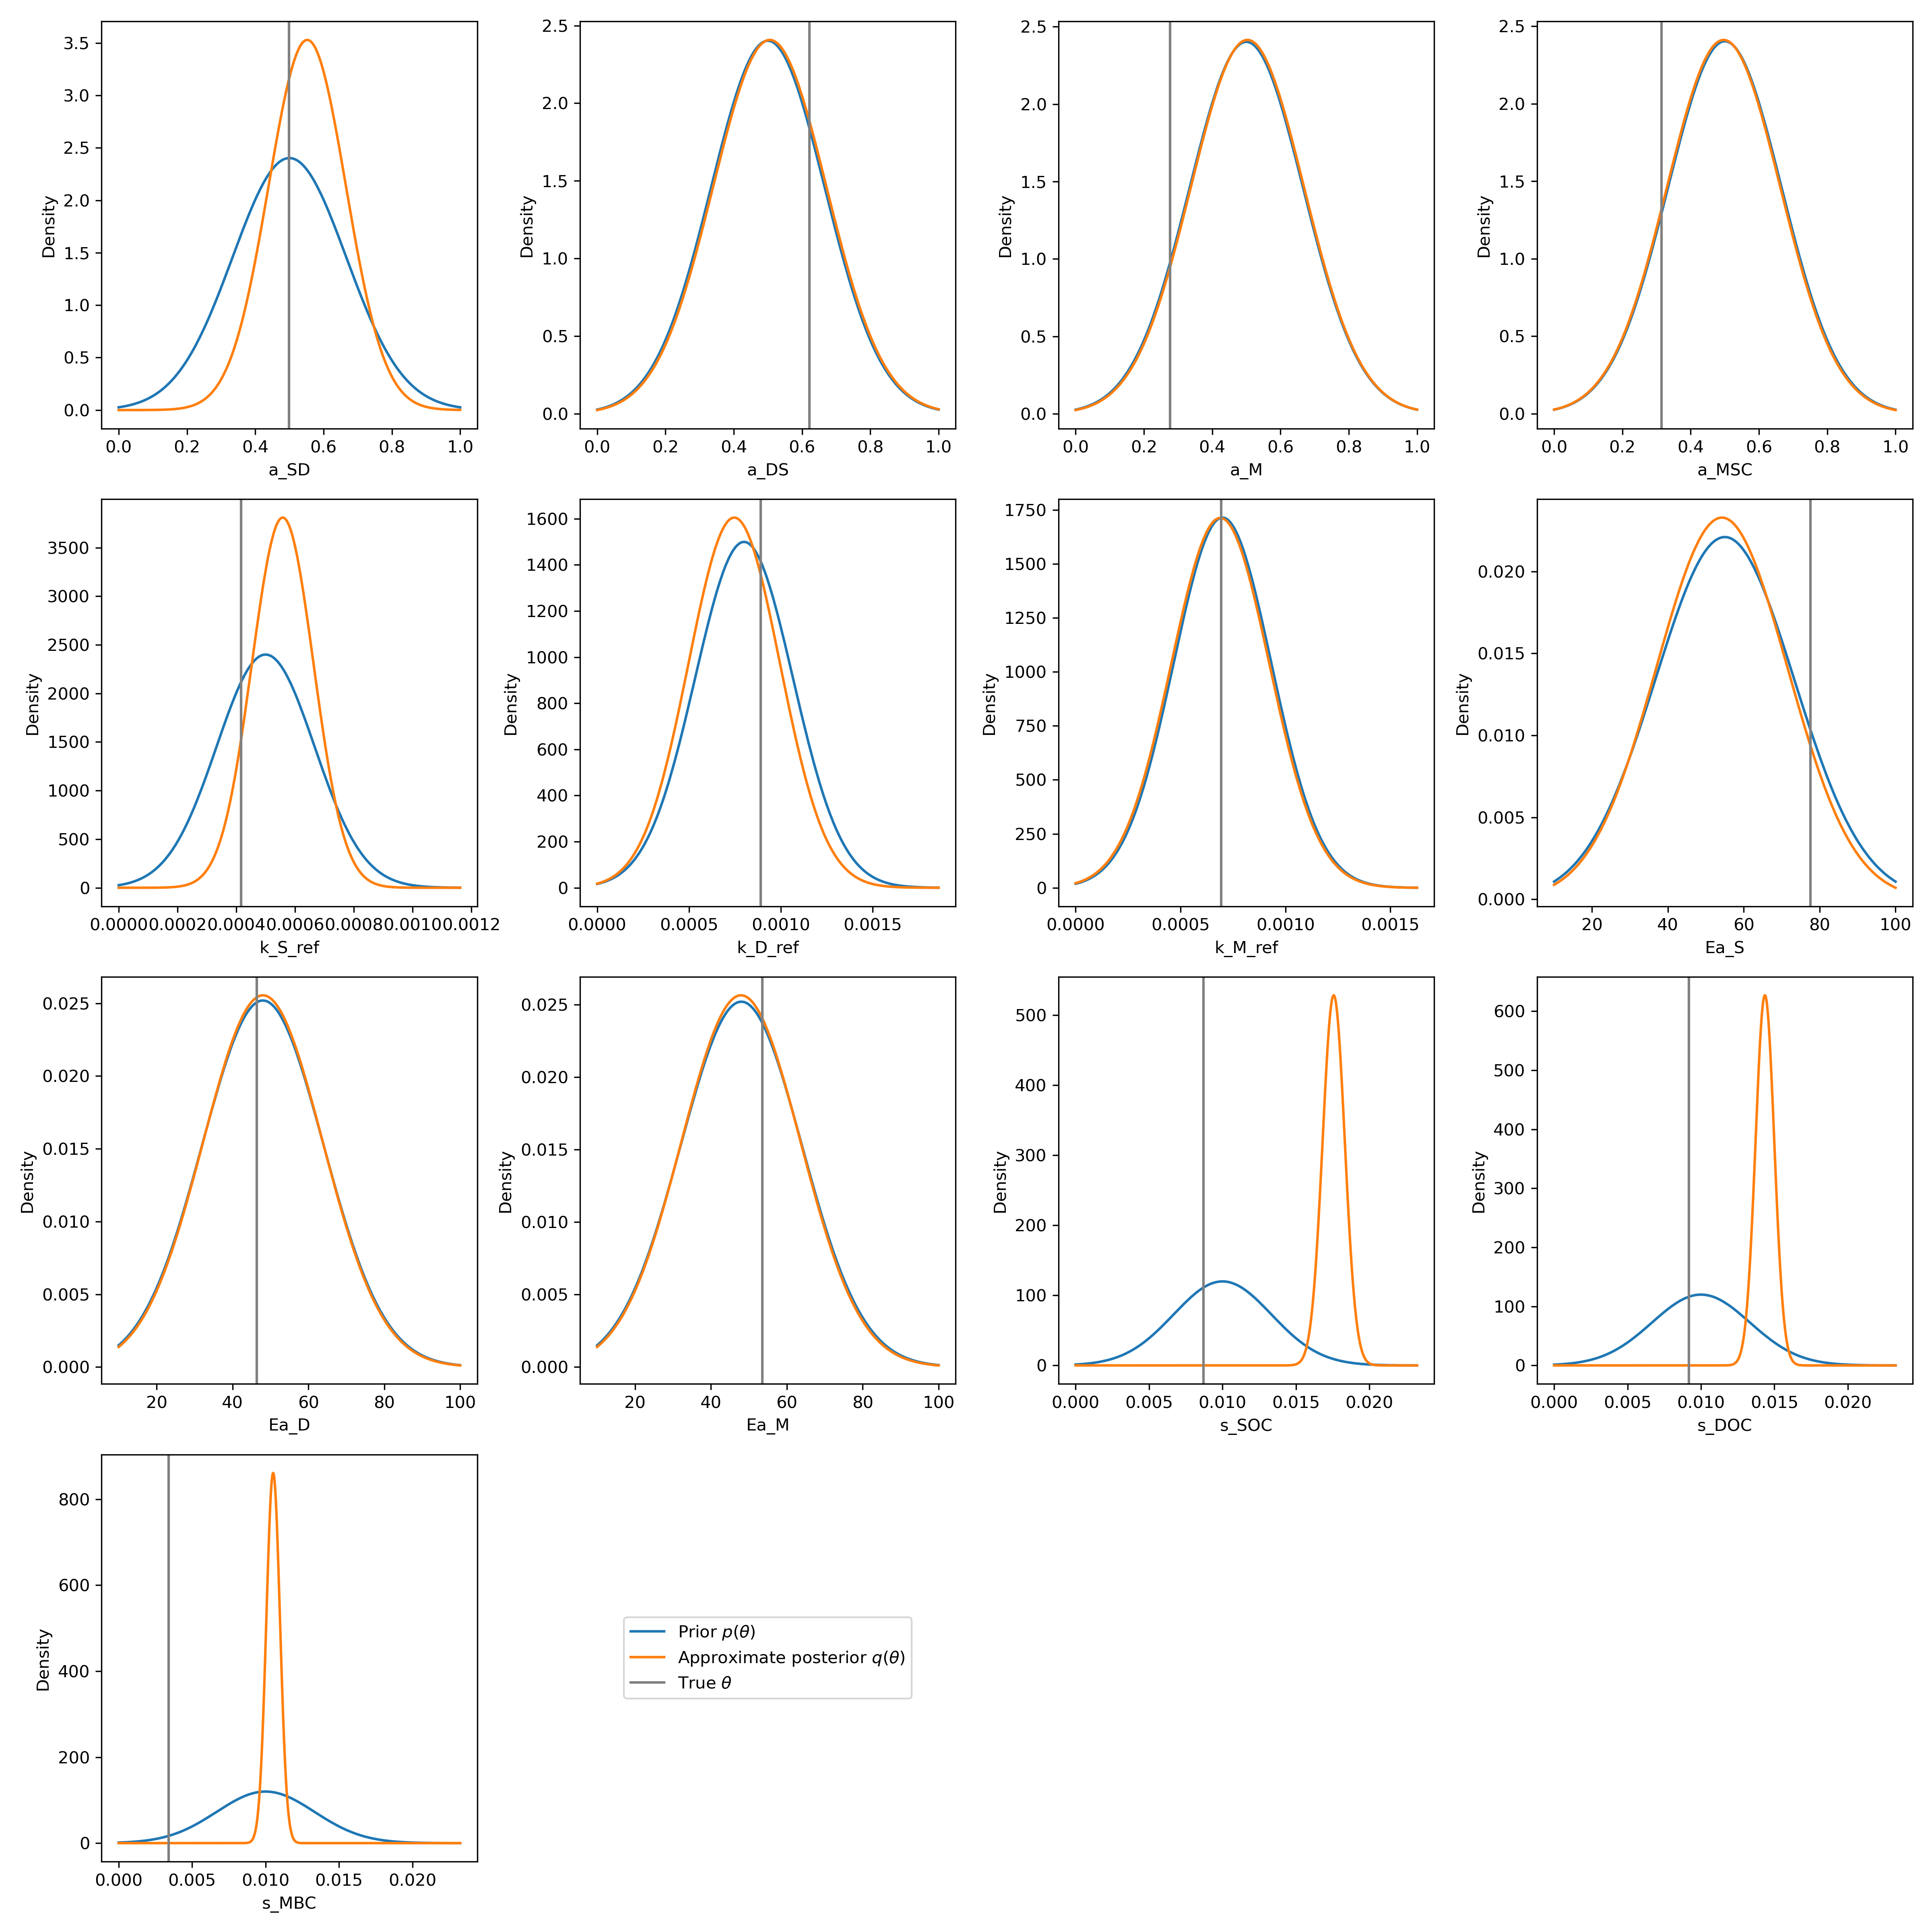 3.5
3.0
2.5
2.0
1.5
1.0
0.5
0.0
Density
0.0 0.2 0.4 0.6 0.8 1.0
a_SD
2.5
2.0
1.5
1.0
0.5
0.0
Density
0.0 0.2 0.4 0.6 0.8 1.0
a_DS
2.5
2.0
1.5
1.0
0.5
0.0
Density
0.0 0.2 0.4 0.6 0.8 1.0
a_M
2.5
2.0
1.5
1.0
0.5
0.0
Density
0.0 0.2 0.4 0.6 0.8 1.0
a_MSC
3500
3000
2500
2000
1500
1000
500
0
Density
0.0000 0.0002 0.0004 0.0006 0.0008 0.0010 0.0012
k_S_ref
1600
1400
1200
1000
800
600
400
200
0
Density
0.0000 0.0005 0.0010 0.0015
k_D_ref
1750
1500
1250
1000
750
500
250
0
Density
0.0000 0.0005 0.0010 0.0015
k_M_ref
0.020
0.015
0.010
0.005
0.000
Density
20 40 60 80 100
Ea_S
0.025
0.020
0.015
0.010
0.005
0.000
Density
20 40 60 80 100
Ea_D
0.025
0.020
0.015
0.010
0.005
0.000
Density
20 40 60 80 100
Ea_M
500
400
300
200
100
0
Density
0.000 0.005 0.010 0.015 0.020
s_SOC
600
500
400
300
200
100
0
Density
0.000 0.005 0.010 0.015 0.020
s_DOC
800
600
400
200
0
Density
0.000 0.005 0.010 0.015 0.020
s_MBC
Prior p(θ)
Approximate posterior q(θ)
True θ